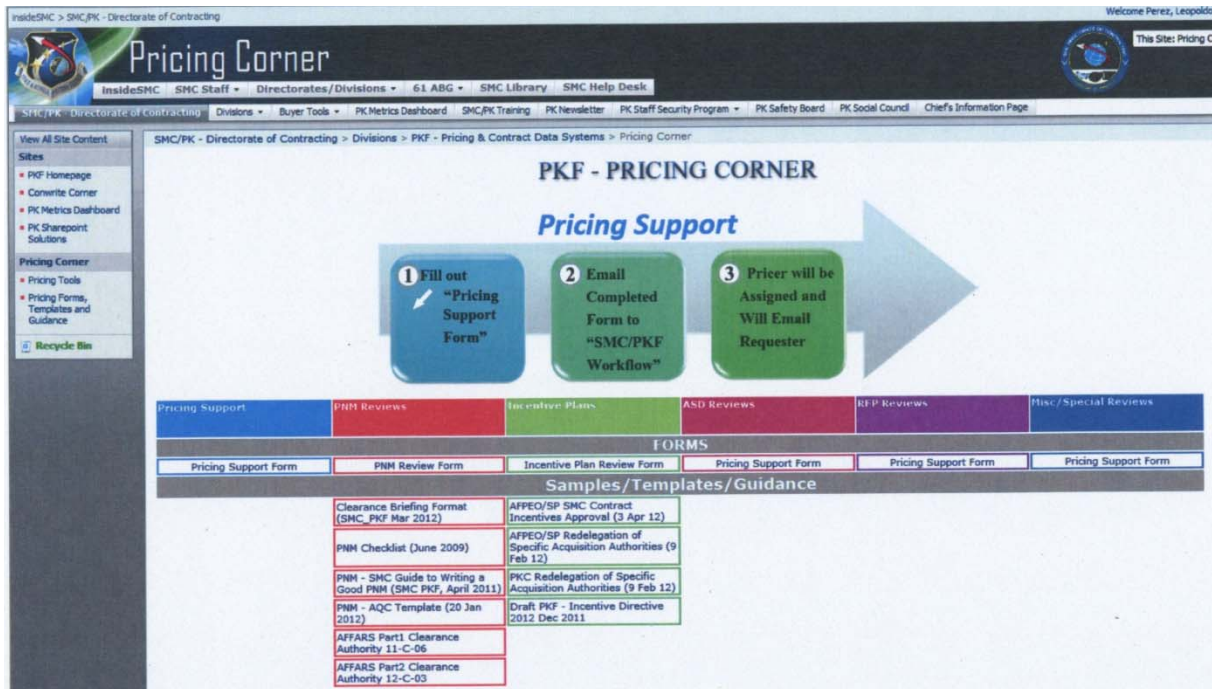 InsideSMC > SMC/PK - Directorate of Contracting
Welcome Perez, Leopoldo
Pricing Corner
This Site: Pricing C
InsideSMC SMC Staff Directorates/Divisions 61 ABG SMC Library SMC Help Desk
SMC/PK - Directorate of Contracting Divisions Buyer Tools PK Metrics Dashboard SMC/PK Training PK Newsletter PK Staff Security Program PK Safety Board PK Social Council Chief's Information Page
View All Site Content
Sites
PKF Homepage
Conwrite Corner
PK Metrics Dashboard
PK Sharepoint
Solutions
Pricing Corner
Pricing Tools
Pricing Forms,
Templates and
Guidance
Recycle Bin
SMC/PK - Directorate of Contracting > Divisions > PKF - Pricing & Contract Data Systems > Pricing Corner
PKF - PRICING CORNER
Pricing Support
1 Fill out
"Pricing
Support
Form"
2 Email
Completed
Form to
"SMC/PKF
Workflow"
3 Pricer will be
Assigned and
Will Email
Requester
Pricing Support PNM Reviews Incentive Plans ASD Reviews RFP Reviews Misc/Special Reviews
FORMS
Pricing Support Form PNM Review Form Incentive Plan Review Form Pricing Support Form Pricing Support Form Pricing Support Form
Samples/Templates/Guidance
Clearance Briefing Format
(SMC_PKF Mar 2012)
PNM Checklist (June 2009)
PNM - SMC Guide to Writing a
Good PNM (SMC PKF, April 2011)
PNM - AQC Template (20 Jan
2012)
AFFARS Part1 Clearance
Authority 11-C-06
AFFARS Part2 Clearance
Authority 12-C-03
AFPEO/SP SMC Contract
Incentives Approval (3 Apr 12)
AFPEO/SP Redelegation of
Specific Acquisition Authorities (9
Feb 12)
PKC Redelegation of Specific
Acquisition Authorities (9 Feb 12)
Draft PKF - Incentive Directive
2012 Dec 2011